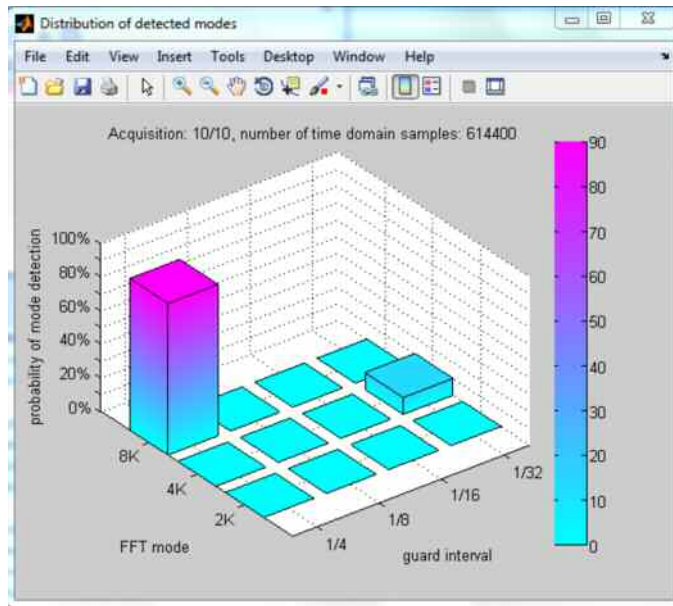 Distribution of detected modes
File Edit View Insert Tools Desktop Window Help
Acquisition: 10/10, number of time domain samples: 614400
probability of mode detection
100%
80%
60%
40%
20%
0%
8K
4K
2K
FFT mode
1/4
1/8
1/16
1/32
guard interval
90
80
70
60
50
40
30
20
10
0